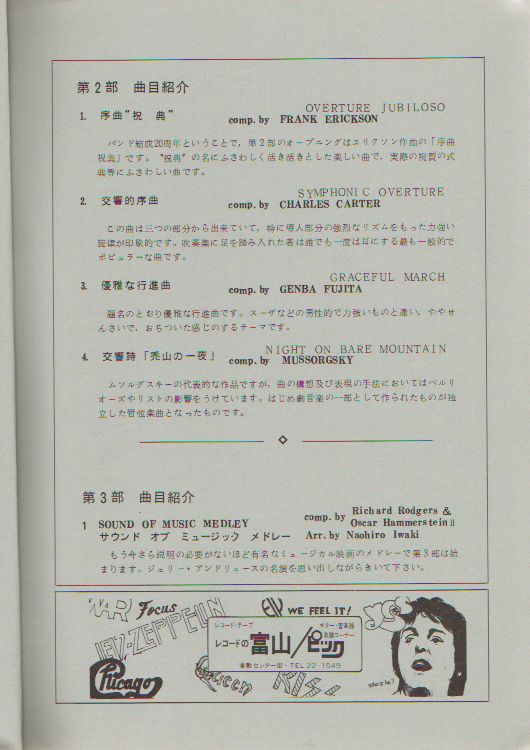 第2部　曲目紹介
1. 序曲"祝　典"
OVERTURE JUBILOSO
comp. by FRANK ERICKSON
バンド結成20周年ということで，第2部のオープニングはエリクソン作曲の「序曲
祝典」です。"祝典"の名にふさわしく活き活きとした楽しい曲で，実際の祝賀の式
典等にふさわしい曲です。
2. 交響的序曲
SYMPHONIC OVERTURE
comp. by CHARLES CARTER
この曲は三つの部分から出来ていて，特に導入部分の強烈なリズムをもった力強い
旋律が印象的です。吹奏楽に足を踏み入れた者は誰でも一度は耳にする最も一般的で
ポピュラーな曲です。
3. 優雅な行進曲
GRACEFUL MARCH
comp. by GENBA FUJITA
題名のとおり優雅な行進曲です。スーザなどの男性的で力強いものと違い，ややせ
んさいで，おちついた感じのするテーマです。
4. 交響詩「禿山の一夜」
NIGHT ON BARE MOUNTAIN
comp. by MUSSORGSKY
ムソルグスキーの代表的な作品ですが，曲の構想及び表現の手法においてはベルリ
オーズやリストの影響をうけています。はじめ劇音楽の一部として作られたものが独
立した管弦楽曲となったものです。
第3部　曲目紹介
1 SOUND OF MUSIC MEDLEY
サウンド オブ ミュージック メドレー
comp. by Richard Rodgers &
Oscar Hammerstein II
Arr. by Naohiro Iwaki
もう今さら説明の必要がないほど有名なミュージカル映画のメドレーで第3部は始
まります。ジュリー・アンドリュースの名演を思い出しながらきいて下さい。
WAR Focus
LED-ZEPPELIN
WE FEEL IT!
yes
レコード・テープ
ギター・管楽器
楽譜コーナー
レコードの富山/ピック
センター街・TEL 22-1549
Chicago
Queen
KISS
who is he?